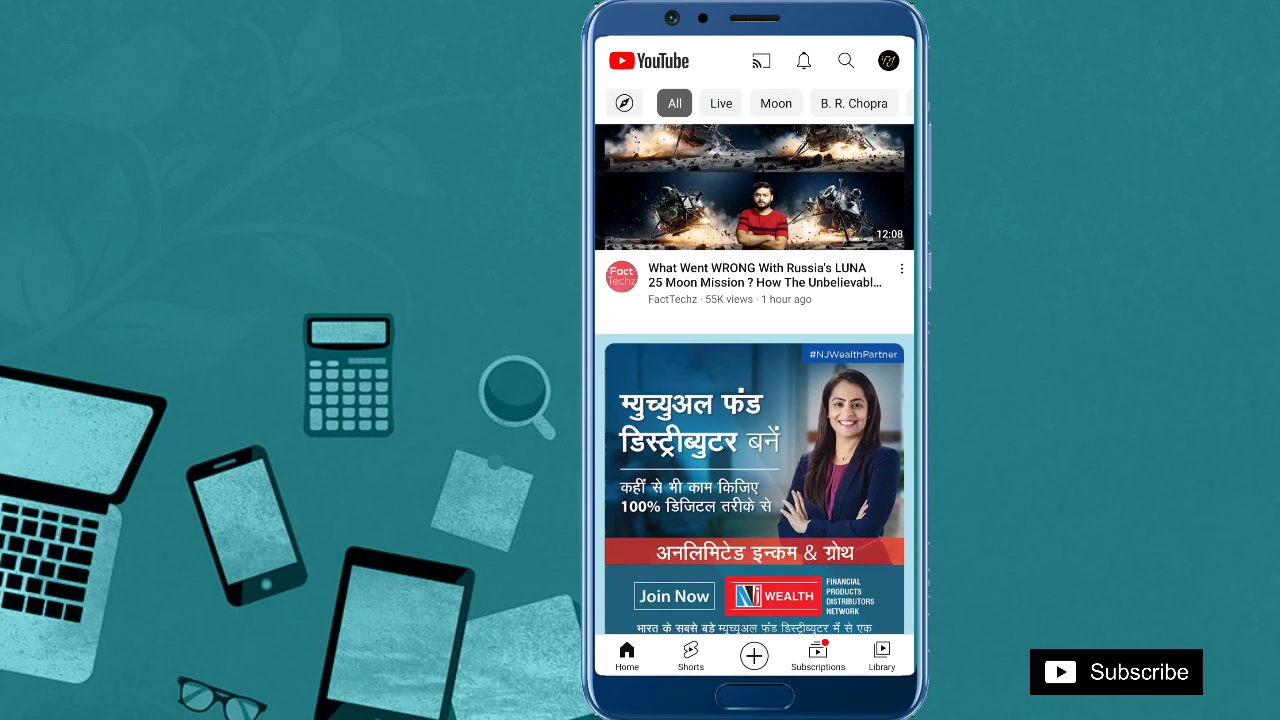 YouTube
All
Live
Moon
B. R. Chopra
12:08
Fact
Techz
What Went WRONG With Russia's LUNA
25 Moon Mission ? How The Unbelievabl...
FactTechz · 55K views · 1 hour ago
#NJWealthPartner
म्युच्युअल फंड
डिस्ट्रीब्युटर बनें
कहीं से भी काम किजिए
100% डिजिटल तरीके से
अनलिमिटेड इन्कम & ग्रोथ
Join Now
NJ WEALTH
FINANCIAL
PRODUCTS
DISTRIBUTORS
NETWORK
भारत के सबसे बडे म्युच्युअल फंड डिस्ट्रीब्युटर में से एक
Home
Shorts
Subscriptions
Library
Subscribe